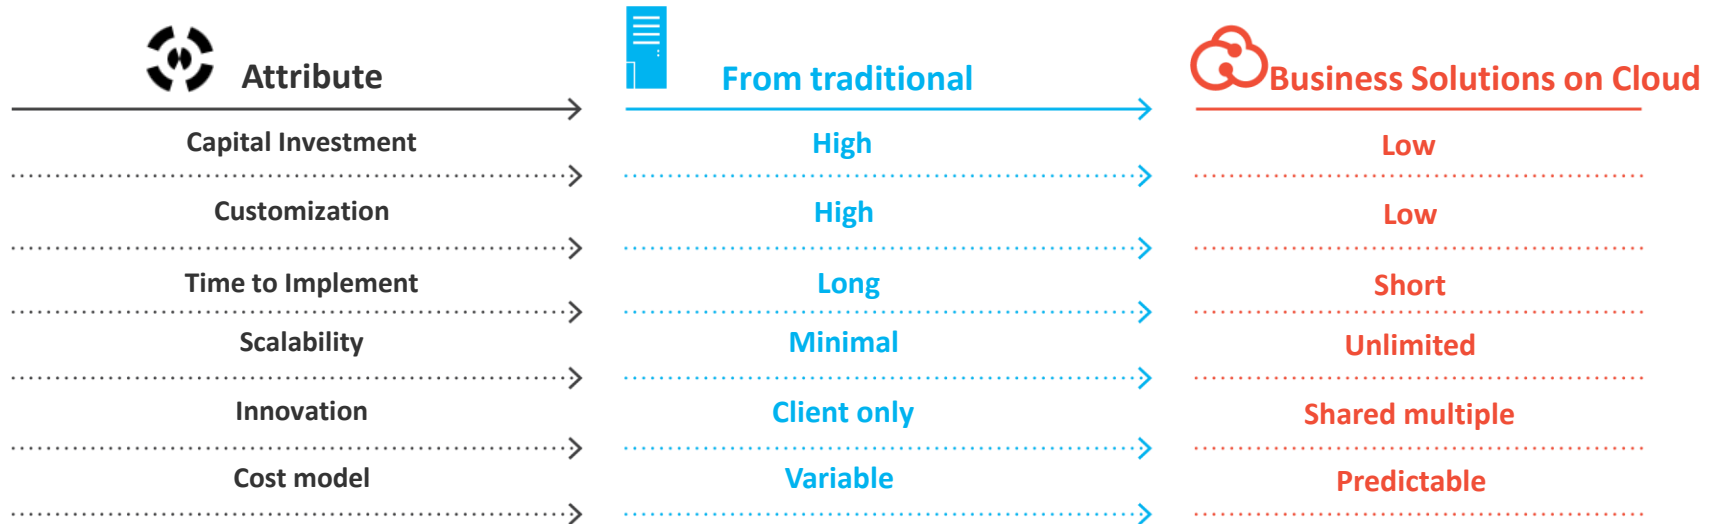 Attribute From traditional Business Solutions on Cloud
Capital Investment High Low
Customization High Low
Time to Implement Long Short
Scalability Minimal Unlimited
Innovation Client only Shared multiple
Cost model Variable Predictable